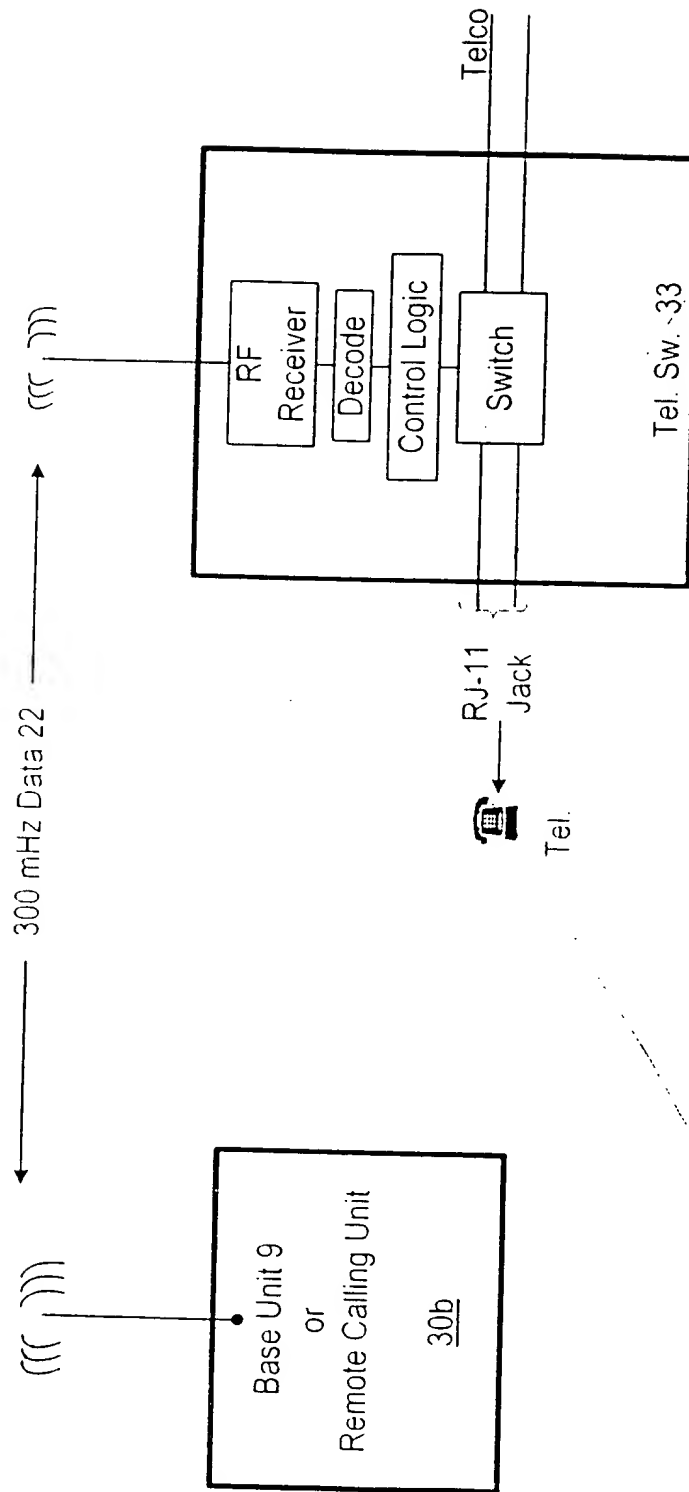 300 mHz Data 22
Base Unit 9
or
Remote Calling Unit
30b
RF
Receiver
Decode
Control Logic
Switch
Telco
RJ-11
Jack
Tel.
Tel. Sw. -33